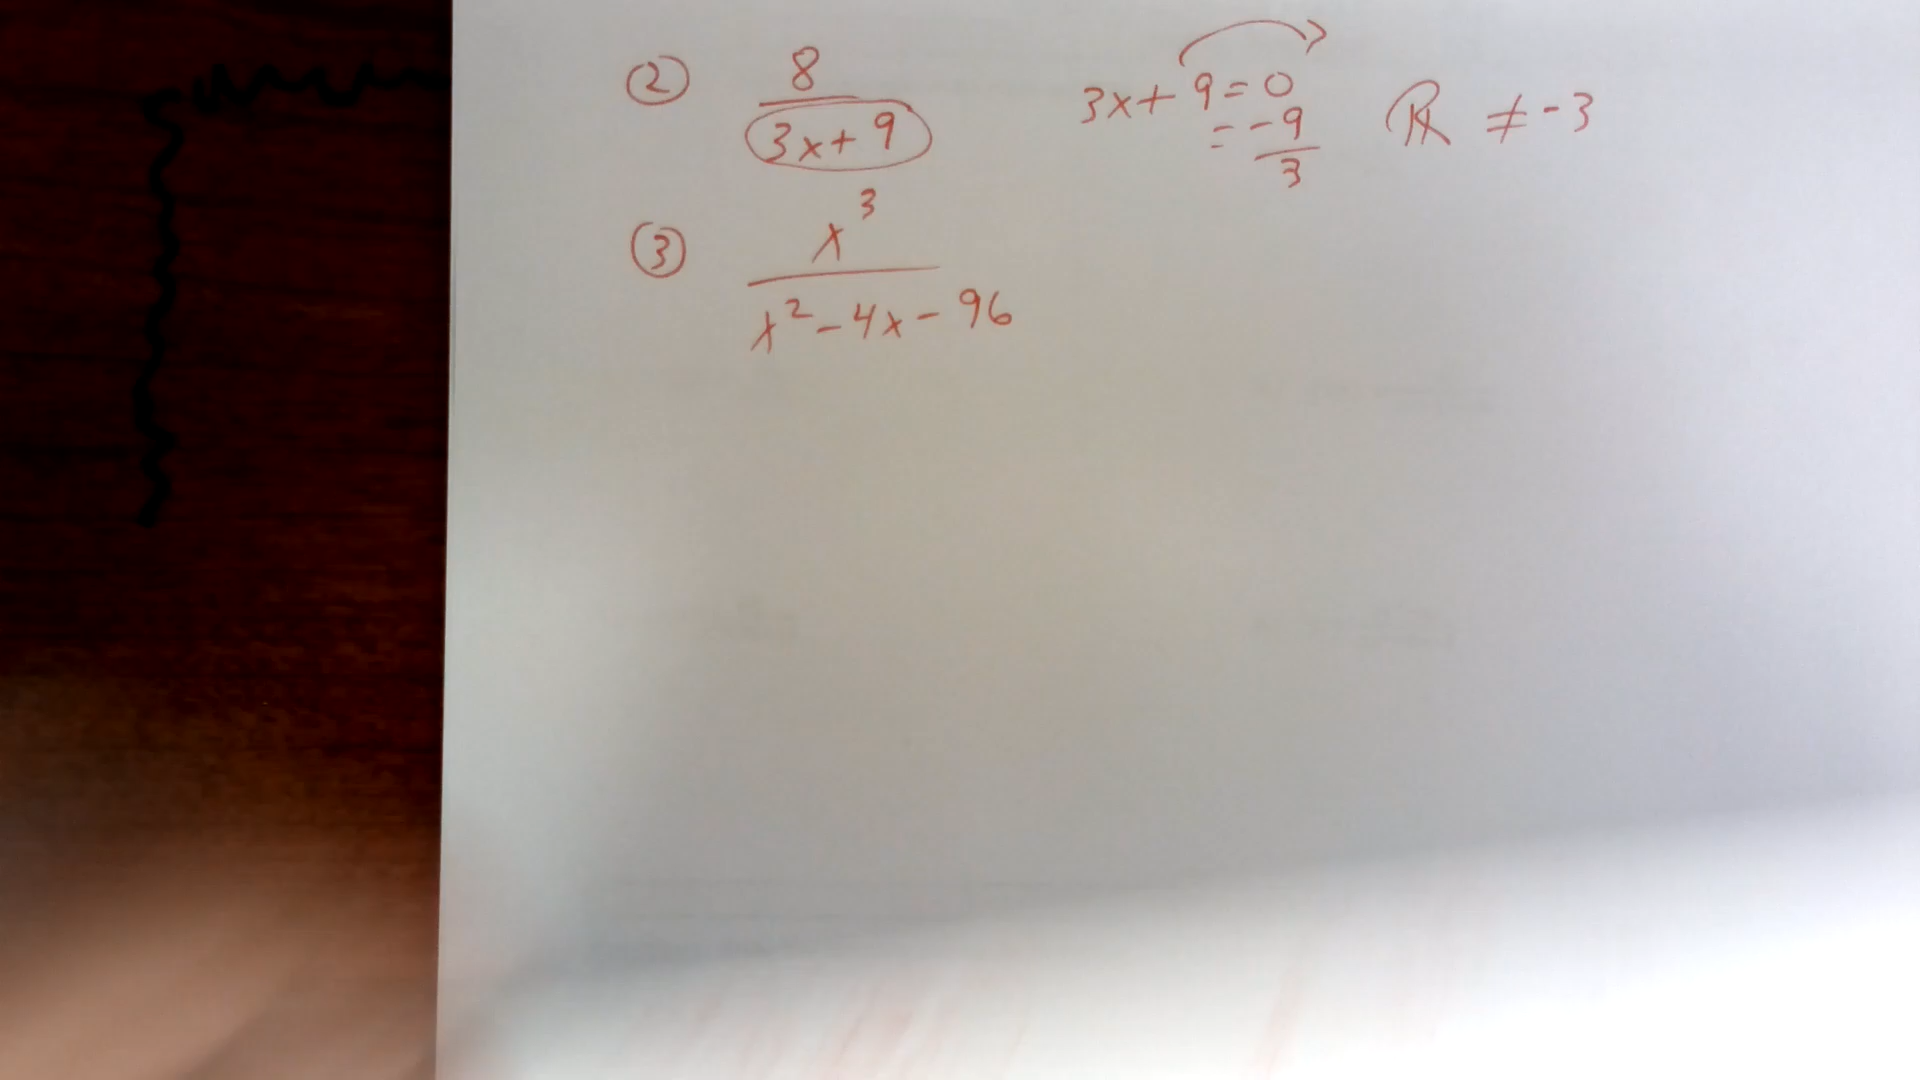 ② 8/(3x+9) 3x+9=0 ℝ ≠ -3
= -9/3
③ x³/(x²-4x-96)